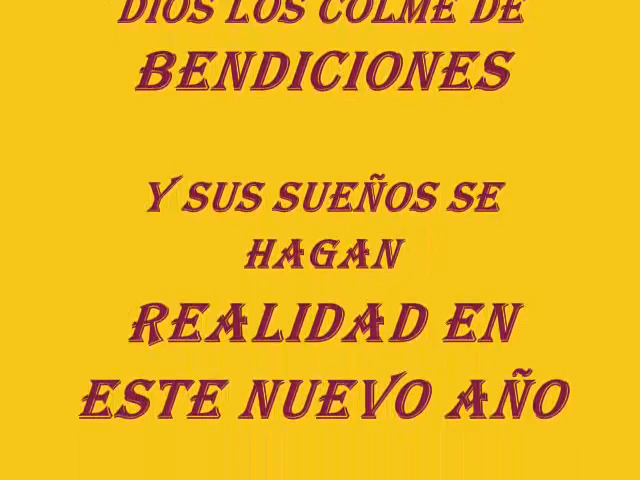 DIOS LOS COLME DE
BENDICIONES
Y SUS SUEÑOS SE
HAGAN
REALIDAD EN
ESTE NUEVO AÑO